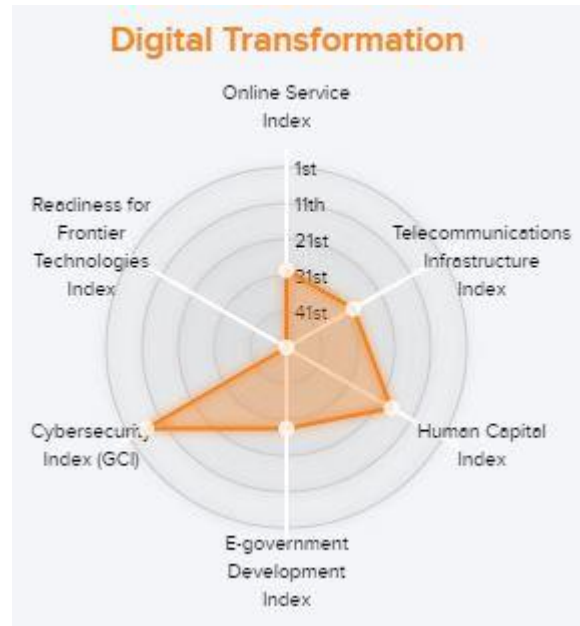 Digital Transformation
Online Service
Index
1st
11th
21st
31st
41st
Telecommunications
Infrastructure
Index
Human Capital
Index
E-government
Development
Index
Cybersecurity
Index (GCI)
Readiness for
Frontier
Technologies
Index